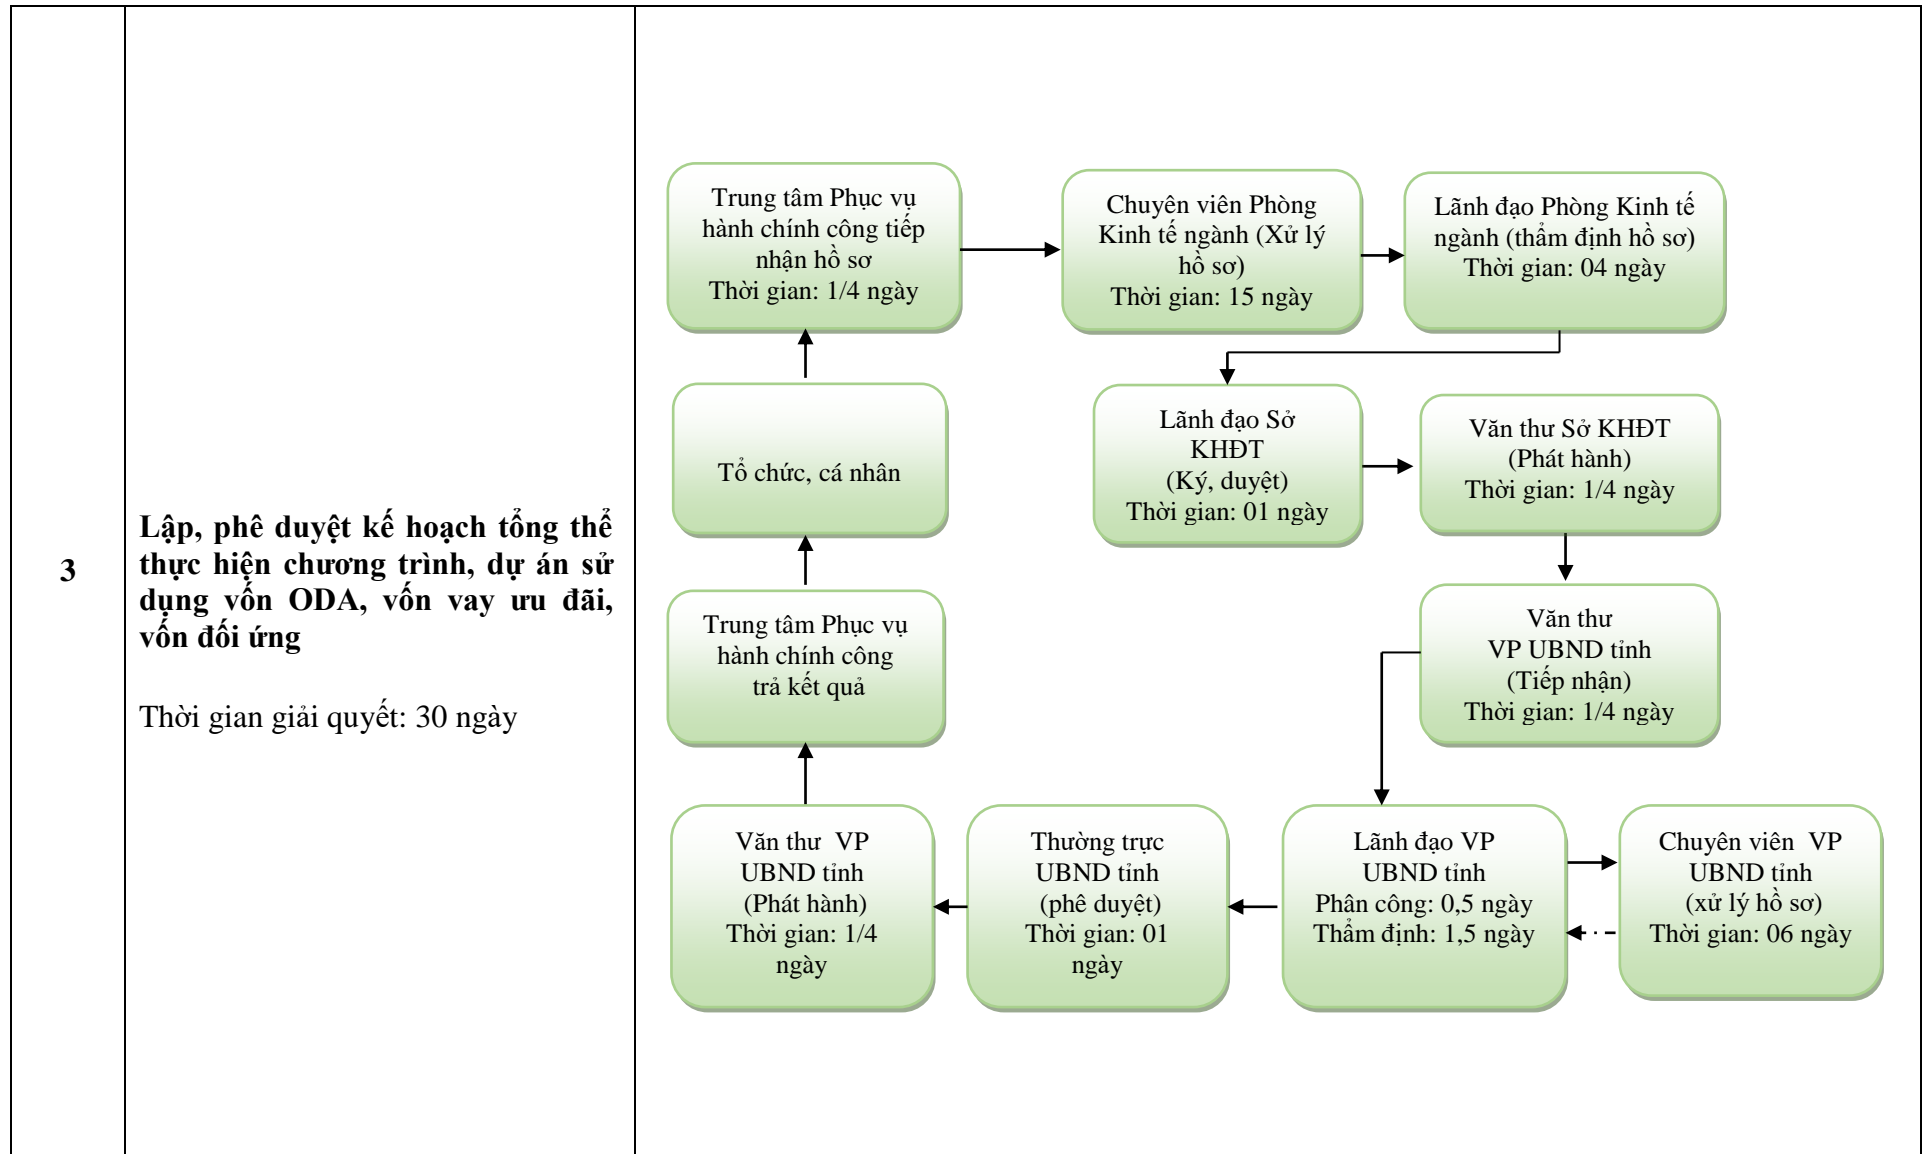 3
Lập, phê duyệt kế hoạch tổng thể
thực hiện chương trình, dự án sử
dụng vốn ODA, vốn vay ưu đãi,
vốn đối ứng
Thời gian giải quyết: 30 ngày
Trung tâm Phục vụ
hành chính công tiếp
nhận hồ sơ
Thời gian: 1/4 ngày
Chuyên viên Phòng
Kinh tế ngành (Xử lý
hồ sơ)
Thời gian: 15 ngày
Lãnh đạo Phòng Kinh tế
ngành (thẩm định hồ sơ)
Thời gian: 04 ngày
Tổ chức, cá nhân
Lãnh đạo Sở
KHĐT
(Ký, duyệt)
Thời gian: 01 ngày
Văn thư Sở KHĐT
(Phát hành)
Thời gian: 1/4 ngày
Trung tâm Phục vụ
hành chính công
trả kết quả
Văn thư
VP UBND tỉnh
(Tiếp nhận)
Thời gian: 1/4 ngày
Văn thư  VP
UBND tỉnh
(Phát hành)
Thời gian: 1/4
ngày
Thường trực
UBND tỉnh
(phê duyệt)
Thời gian: 01
ngày
Lãnh đạo VP
UBND tỉnh
Phân công: 0,5 ngày
Thẩm định: 1,5 ngày
Chuyên viên  VP
UBND tỉnh
(xử lý hồ sơ)
Thời gian: 06 ngày